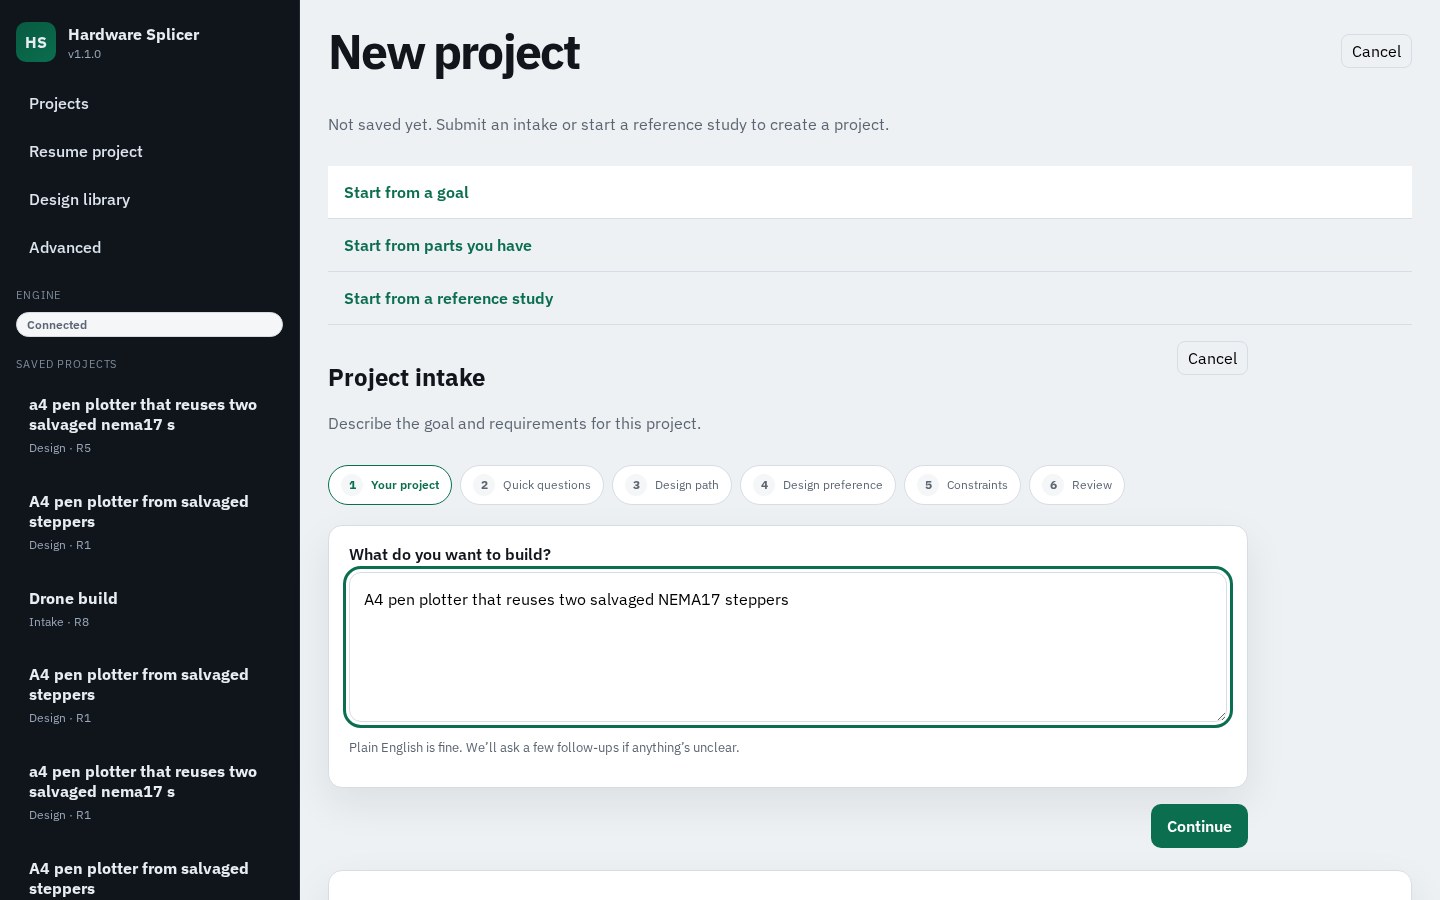 HS
Hardware Splicer
v1.1.0
Projects
Resume project
Design library
Advanced
ENGINE
Connected
SAVED PROJECTS
a4 pen plotter that reuses two
salvaged nema17 s
Design · R5
A4 pen plotter from salvaged
steppers
Design · R1
Drone build
Intake · R8
A4 pen plotter from salvaged
steppers
Design · R1
a4 pen plotter that reuses two
salvaged nema17 s
Design · R1
A4 pen plotter from salvaged
steppers
New project
Cancel
Not saved yet. Submit an intake or start a reference study to create a project.
Start from a goal
Start from parts you have
Start from a reference study
Cancel
Project intake
Describe the goal and requirements for this project.
1 Your project
2 Quick questions
3 Design path
4 Design preference
5 Constraints
6 Review
What do you want to build?
A4 pen plotter that reuses two salvaged NEMA17 steppers
Plain English is fine. We’ll ask a few follow-ups if anything’s unclear.
Continue